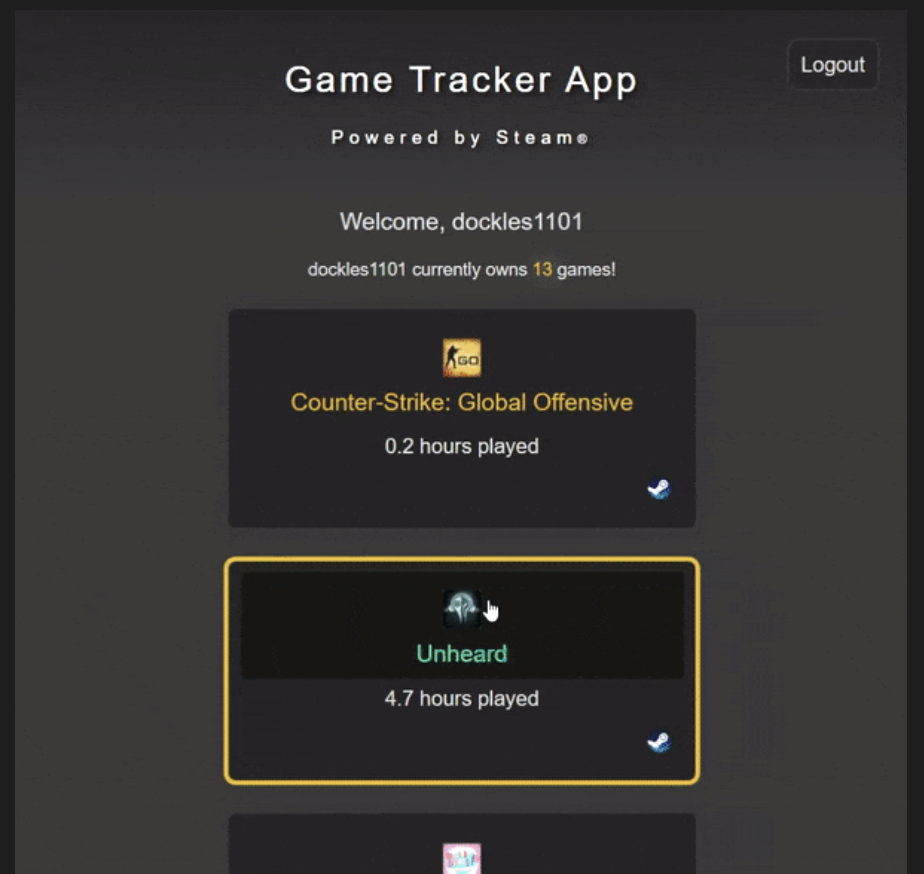 Logout
Game Tracker App
Powered by Steam®
Welcome, dockles1101
dockles1101 currently owns 13 games!
GO
Counter-Strike: Global Offensive
0.2 hours played
Unheard
4.7 hours played